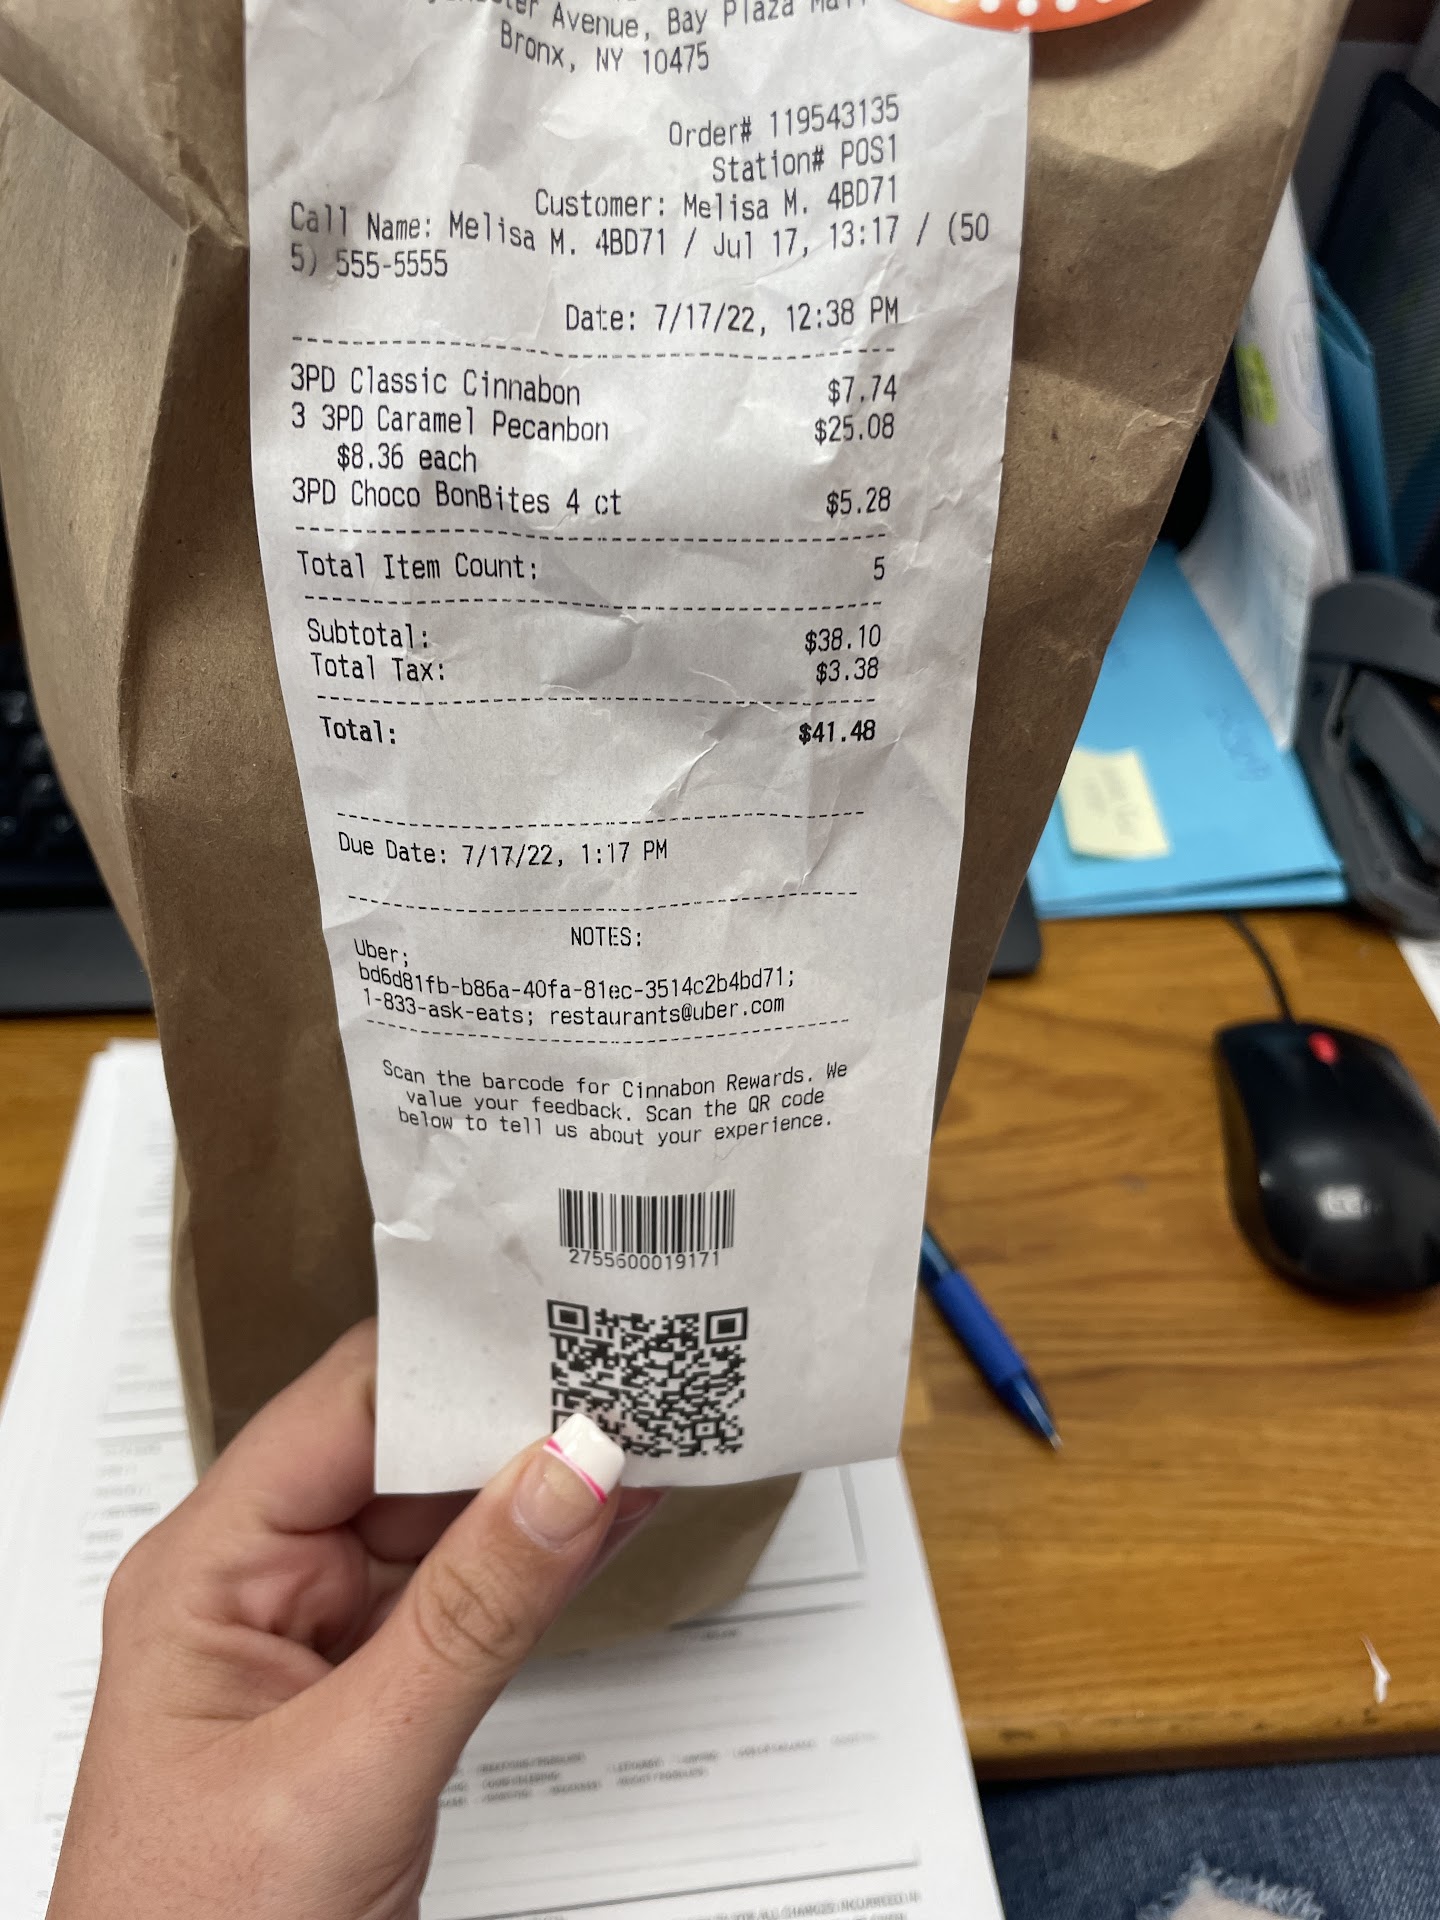 Avenue, Bay Plaza
Bronx, NY 10475
Order# 119543135
Station# POS1
Customer: Melisa M. 4BD71
Call Name: Melisa M. 4BD71 / Jul 17, 13:17 / (50
5) 555-5555
Date: 7/17/22, 12:38 PM
3PD Classic Cinnabon $7.74
3 3PD Caramel Pecanbon $25.08
$8.36 each
3PD Choco BonBites 4 ct $5.28
Total Item Count: 5
Subtotal: $38.10
Total Tax: $3.38
Total: $41.48
Due Date: 7/17/22, 1:17 PM
NOTES:
Uber;
bd6d81fb-b86a-40fa-81ec-3514c2b4bd71;
1-833-ask-eats; restaurants@uber.com
Scan the barcode for Cinnabon Rewards. We
value your feedback. Scan the QR code
below to tell us about your experience.
2755600019171